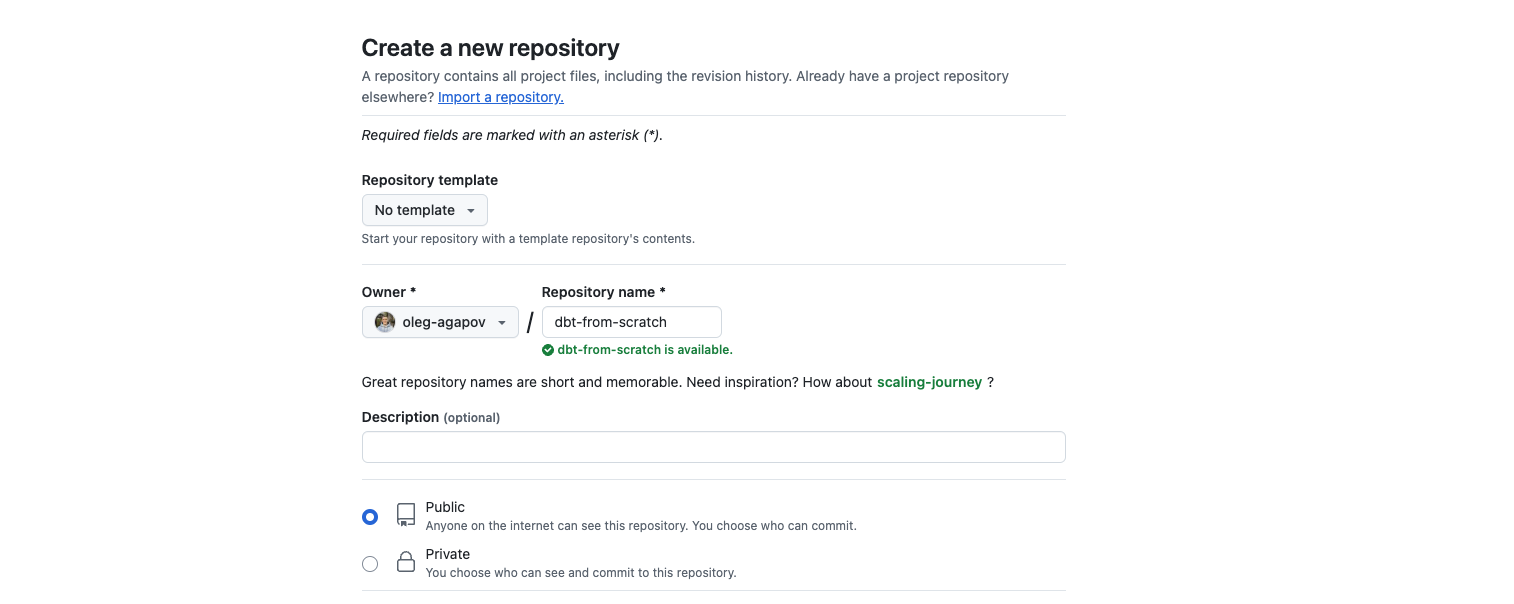 Create a new repository
A repository contains all project files, including the revision history. Already have a project repository
elsewhere? Import a repository.
Required fields are marked with an asterisk (*).
Repository template
No template
Start your repository with a template repository's contents.
Owner * Repository name *
oleg-agapov / dbt-from-scratch
dbt-from-scratch is available.
Great repository names are short and memorable. Need inspiration? How about scaling-journey ?
Description (optional)
Public
Anyone on the internet can see this repository. You choose who can commit.
Private
You choose who can see and commit to this repository.